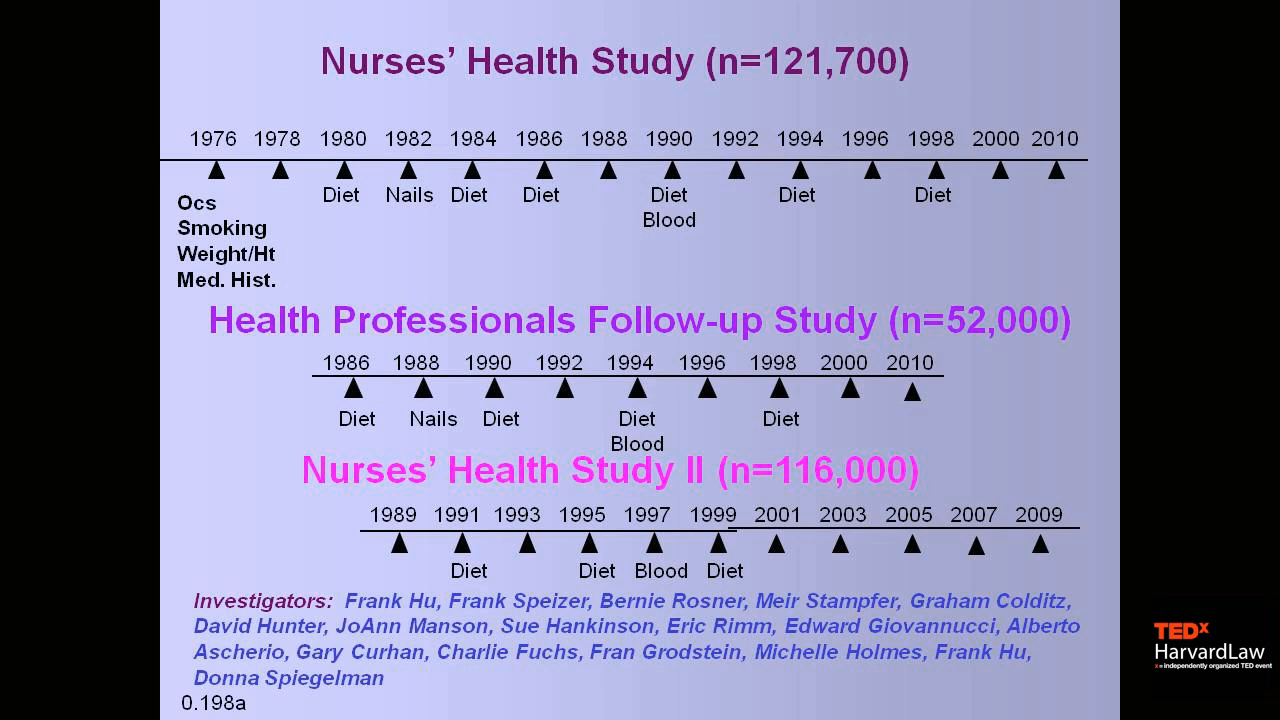 Nurses’ Health Study (n=121,700)
1976 1978 1980 1982 1984 1986 1988 1990 1992 1994 1996 1998 2000 2010
Diet Nails Diet Diet Diet Diet Diet
Blood
Ocs
Smoking
Weight/Ht
Med. Hist.
Health Professionals Follow-up Study (n=52,000)
1986 1988 1990 1992 1994 1996 1998 2000 2010
Diet Nails Diet Diet Diet
Blood
Nurses’ Health Study II (n=116,000)
1989 1991 1993 1995 1997 1999 2001 2003 2005 2007 2009
Diet Diet Blood Diet
Investigators: Frank Hu, Frank Speizer, Bernie Rosner, Meir Stampfer, Graham Colditz,
David Hunter, JoAnn Manson, Sue Hankinson, Eric Rimm, Edward Giovannucci, Alberto
Ascherio, Gary Curhan, Charlie Fuchs, Fran Grodstein, Michelle Holmes, Frank Hu,
Donna Spiegelman
0.198a
TEDx
HarvardLaw
x = independently organized TED event